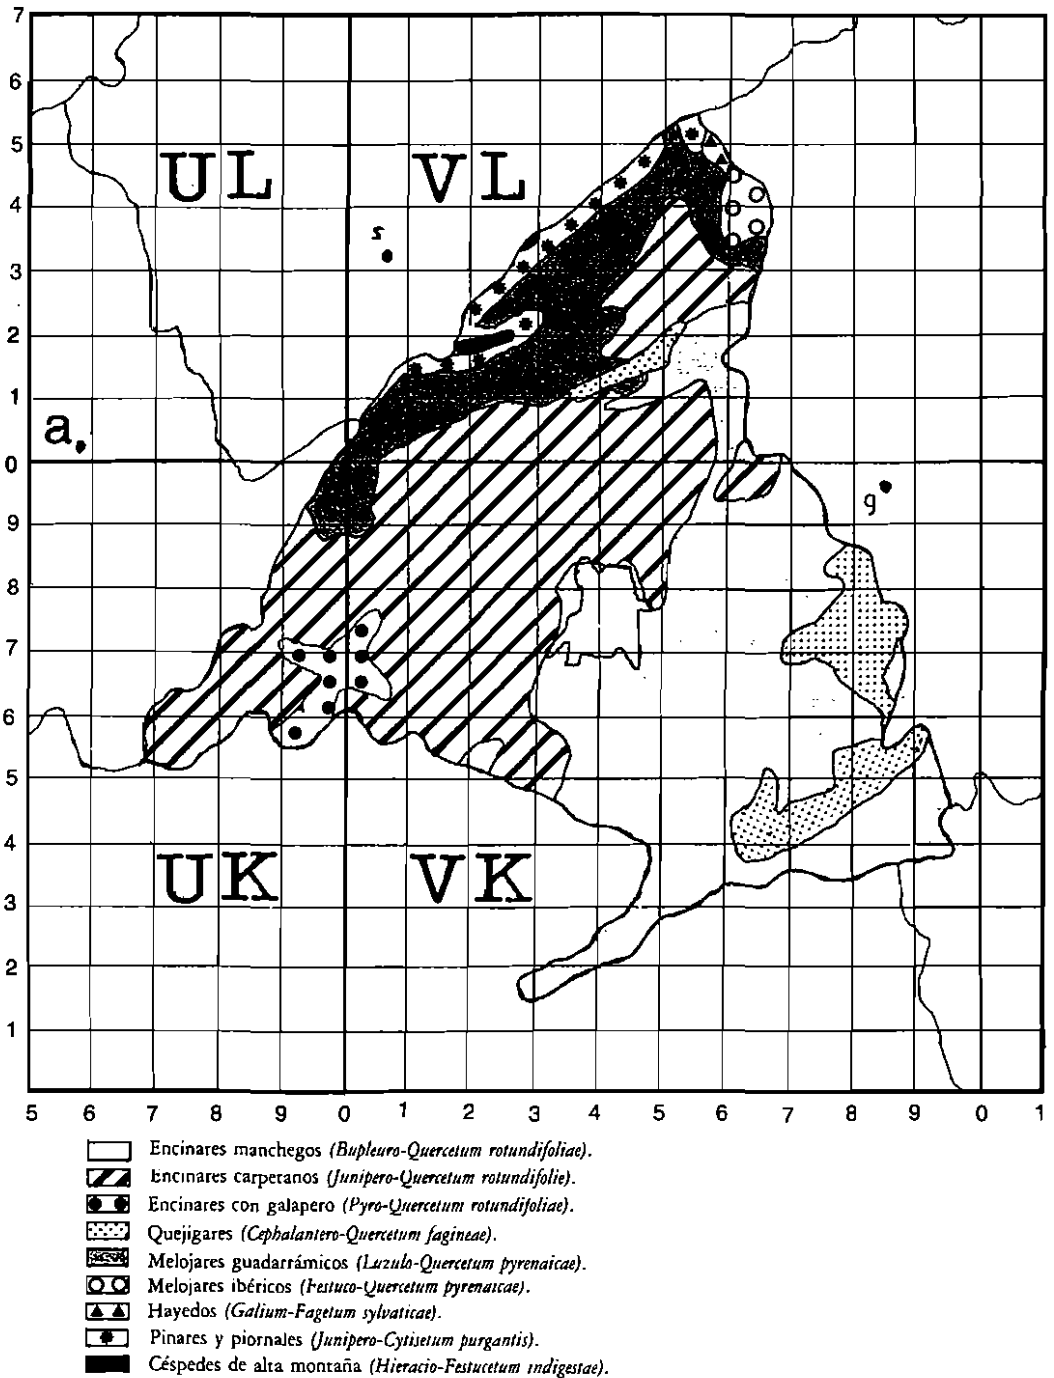 7
6
5
4
3
2
1
0
9
8
7
6
5
4
3
2
1
UL VL
s
a.
g
UK VK
5 6 7 8 9 0 1 2 3 4 5 6 7 8 9 0 1
Encinares manchegos (Bupleuro-Quercetum rotundifoliae).
Encinares carpetanos (Junipero-Quercetum rotundifolie).
Encinares con galapero (Pyro-Quercetum rotundifoliae).
Quejigares (Cephalantero-Quercetum fagineae).
Melojares guadarrámicos (Luzulo-Quercetum pyrenaicae).
Melojares ibéricos (Festuco-Quercetum pyrenaicae).
Hayedos (Galium-Fagetum sylvaticae).
Pinares y piornales (Junipero-Cytisetum purgantis).
Céspedes de alta montaña (Hieracio-Festucetum indigestae).